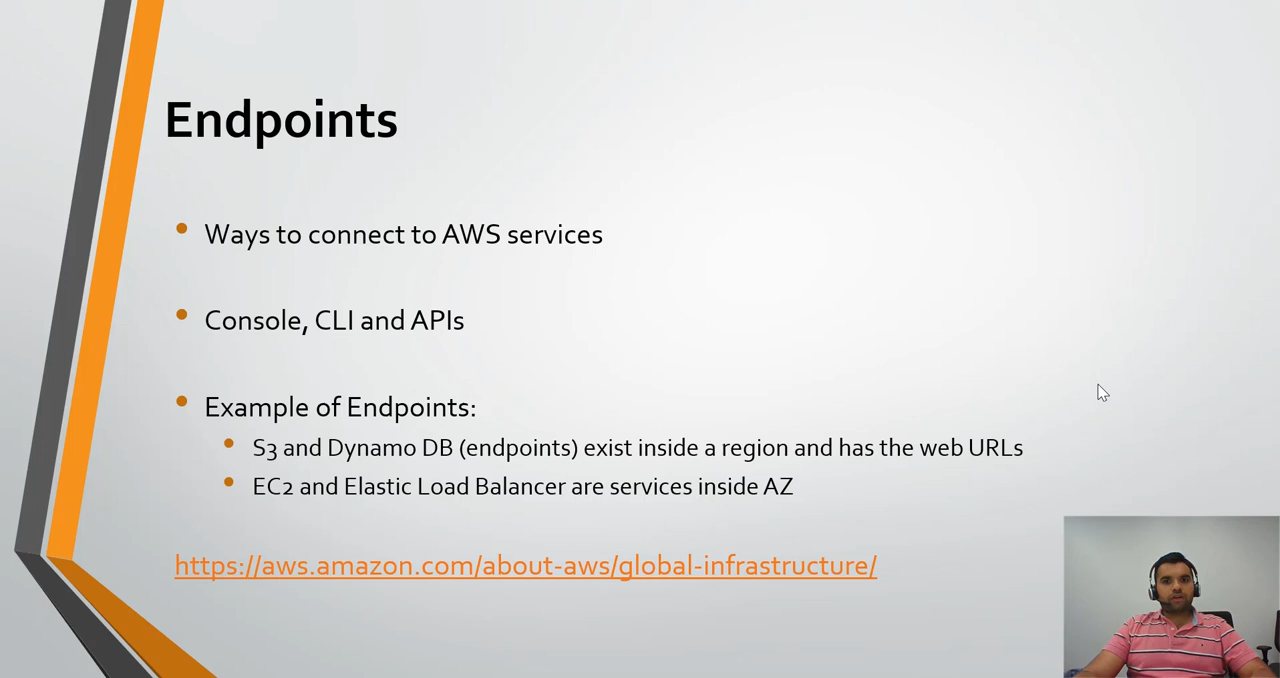 Endpoints
Ways to connect to AWS services
Console, CLI and APIs
Example of Endpoints:
S3 and Dynamo DB (endpoints) exist inside a region and has the web URLs
EC2 and Elastic Load Balancer are services inside AZ
https://aws.amazon.com/about-aws/global-infrastructure/